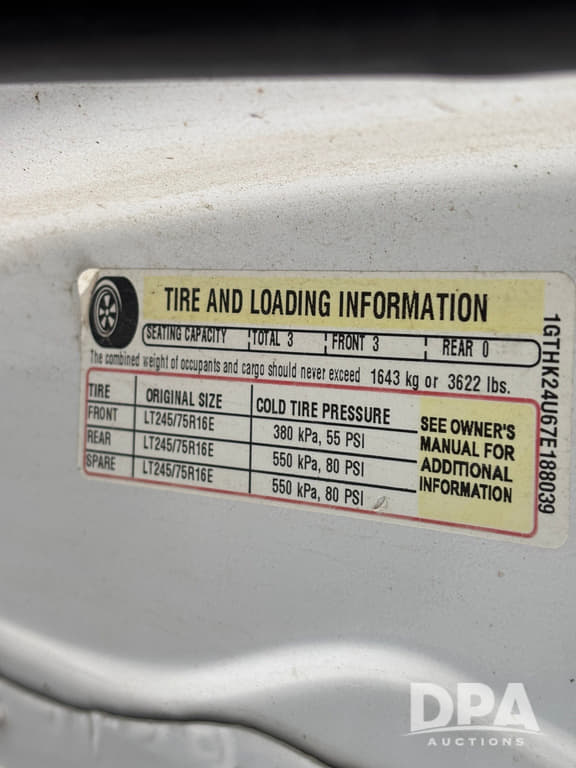 TIRE AND LOADING INFORMATION
SEATING CAPACITY TOTAL 3 FRONT 3 REAR 0
The combined weight of occupants and cargo should never exceed 1643 kg or 3622 lbs.
TIRE ORIGINAL SIZE COLD TIRE PRESSURE
FRONT LT245/75R16E 380 kPa, 55 PSI
REAR LT245/75R16E 550 kPa, 80 PSI
SPARE LT245/75R16E 550 kPa, 80 PSI
SEE OWNER'S
MANUAL FOR
ADDITIONAL
INFORMATION
1GTHK24U67E188039
DPA
AUCTIONS